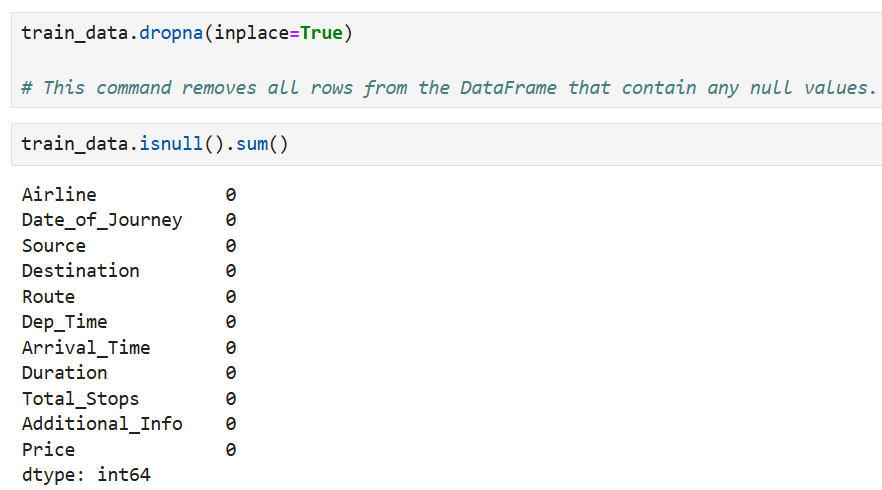 train_data.dropna(inplace=True)
# This command removes all rows from the DataFrame that contain any null values.
train_data.isnull().sum()
Airline 0
Date_of_Journey 0
Source 0
Destination 0
Route 0
Dep_Time 0
Arrival_Time 0
Duration 0
Total_Stops 0
Additional_Info 0
Price 0
dtype: int64